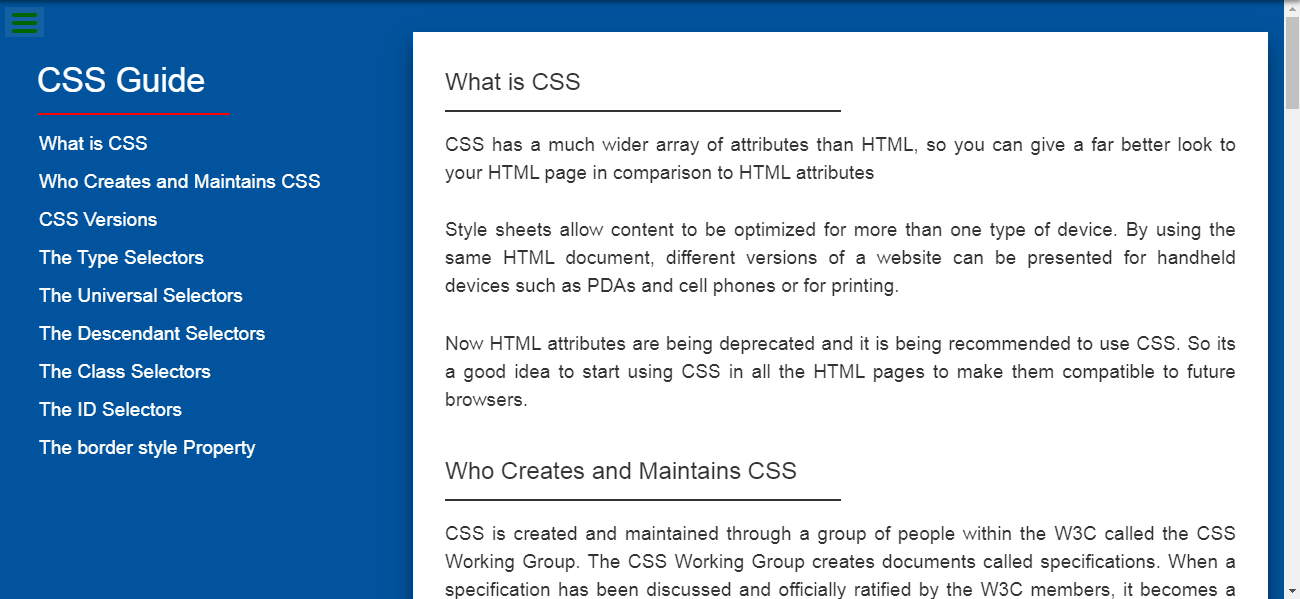 CSS Guide
What is CSS
Who Creates and Maintains CSS
CSS Versions
The Type Selectors
The Universal Selectors
The Descendant Selectors
The Class Selectors
The ID Selectors
The border style Property
What is CSS
CSS has a much wider array of attributes than HTML, so you can give a far better look to
your HTML page in comparison to HTML attributes
Style sheets allow content to be optimized for more than one type of device. By using the
same HTML document, different versions of a website can be presented for handheld
devices such as PDAs and cell phones or for printing.
Now HTML attributes are being deprecated and it is being recommended to use CSS. So its
a good idea to start using CSS in all the HTML pages to make them compatible to future
browsers.
Who Creates and Maintains CSS
CSS is created and maintained through a group of people within the W3C called the CSS
Working Group. The CSS Working Group creates documents called specifications. When a
specification has been discussed and officially ratified by the W3C members, it becomes a